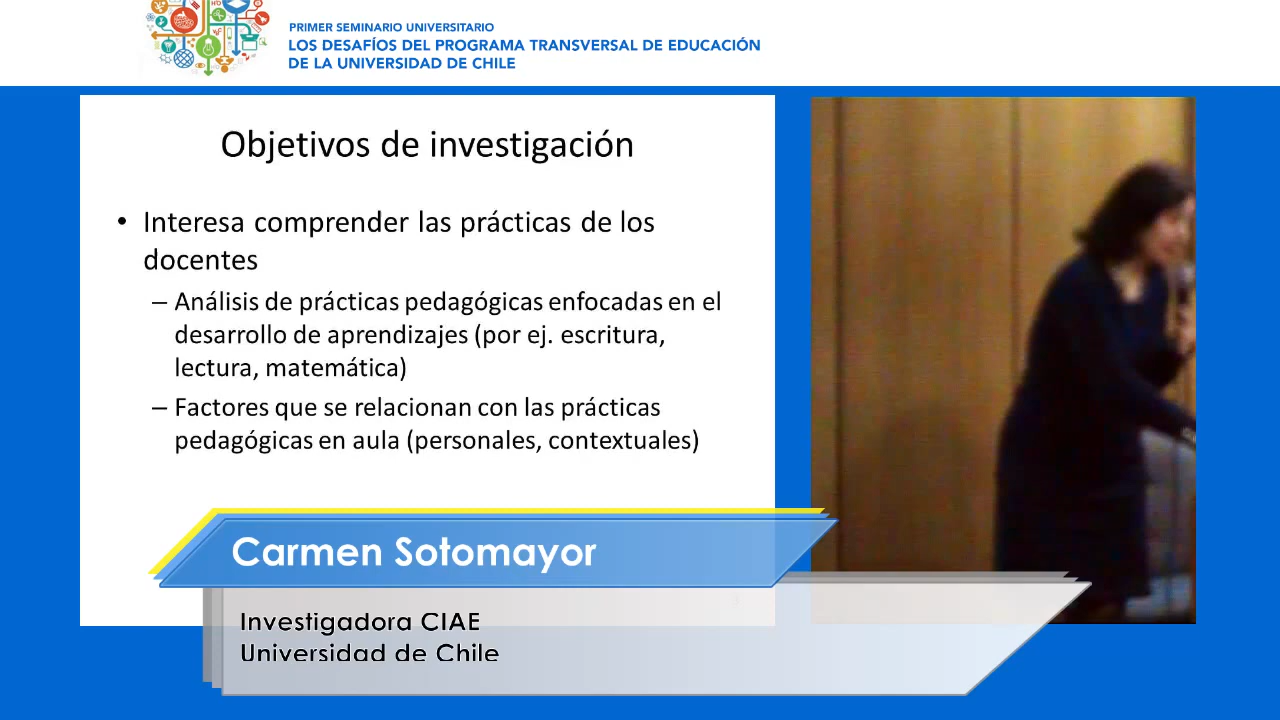 PRIMER SEMINARIO UNIVERSITARIO
LOS DESAFÍOS DEL PROGRAMA TRANSVERSAL DE EDUCACIÓN
DE LA UNIVERSIDAD DE CHILE
Objetivos de investigación
• Interesa comprender las prácticas de los
docentes
– Análisis de prácticas pedagógicas enfocadas en el
desarrollo de aprendizajes (por ej. escritura,
lectura, matemática)
– Factores que se relacionan con las prácticas
pedagógicas en aula (personales, contextuales)
Carmen Sotomayor
Investigadora CIAE
Universidad de Chile